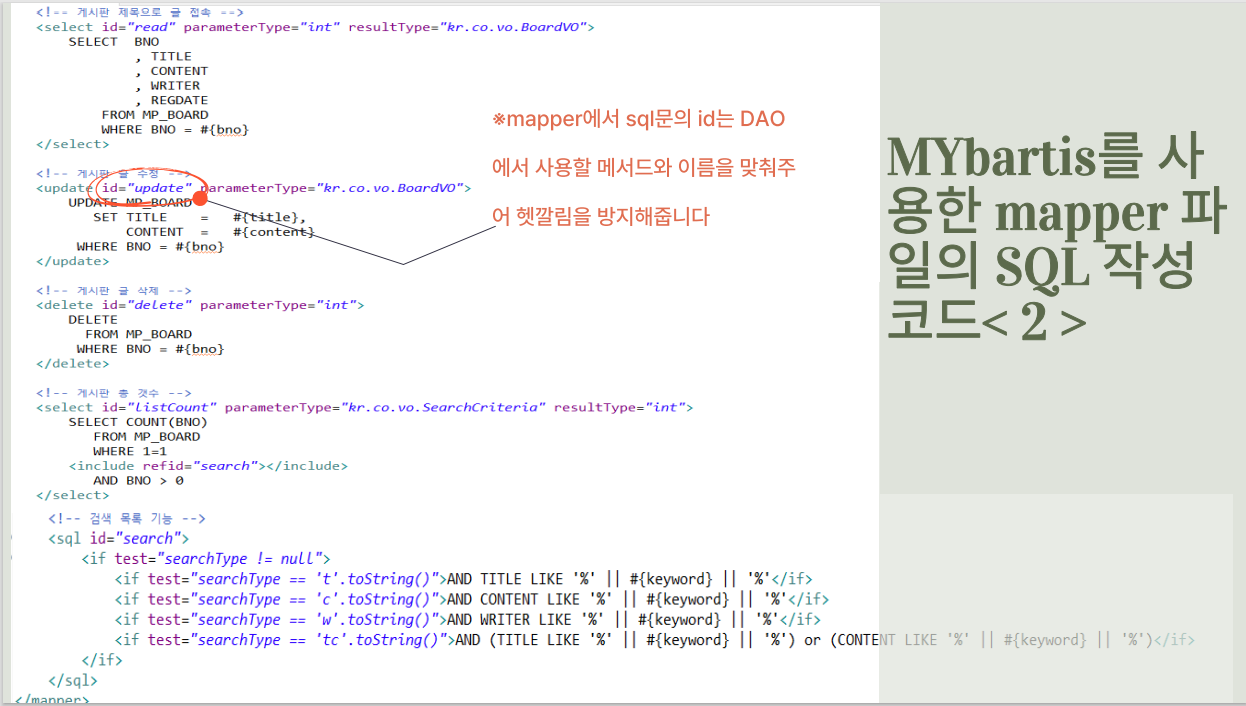 <!-- 게시판 제목으로 글 접속 -->
<select id="read" parameterType="int" resultType="kr.co.vo.BoardVO">
SELECT BNO
, TITLE
, CONTENT
, WRITER
, REGDATE
FROM MP_BOARD
WHERE BNO = #{bno}
</select>
<!-- 게시판 글 수정 -->
<update id="update" parameterType="kr.co.vo.BoardVO">
UPDATE MP_BOARD
SET TITLE = #{title},
CONTENT = #{content}
WHERE BNO = #{bno}
</update>
<!-- 게시판 글 삭제 -->
<delete id="delete" parameterType="int">
DELETE
FROM MP_BOARD
WHERE BNO = #{bno}
</delete>
<!-- 게시판 총 갯수 -->
<select id="listCount" parameterType="kr.co.vo.SearchCriteria" resultType="int">
SELECT COUNT(BNO)
FROM MP_BOARD
WHERE 1=1
<include refid="search"></include>
AND BNO > 0
</select>
<!-- 검색 목록 기능 -->
<sql id="search">
<if test="searchType != null">
<if test="searchType == 't'.toString()">AND TITLE LIKE '%' || #{keyword} || '%'</if>
<if test="searchType == 'c'.toString()">AND CONTENT LIKE '%' || #{keyword} || '%'</if>
<if test="searchType == 'w'.toString()">AND WRITER LIKE '%' || #{keyword} || '%'</if>
<if test="searchType == 'tc'.toString()">AND (TITLE LIKE '%' || #{keyword} || '%') or (CONTENT LIKE '%' || #{keyword} || '%')</if>
</if>
</sql>
</mapper>
※mapper에서 sql문의 id는 DAO
에서 사용할 메서드와 이름을 맞춰주
어 헷깔림을 방지해줍니다
MYbartis를 사
용한 mapper 파
일의 SQL 작성
코드< 2 >